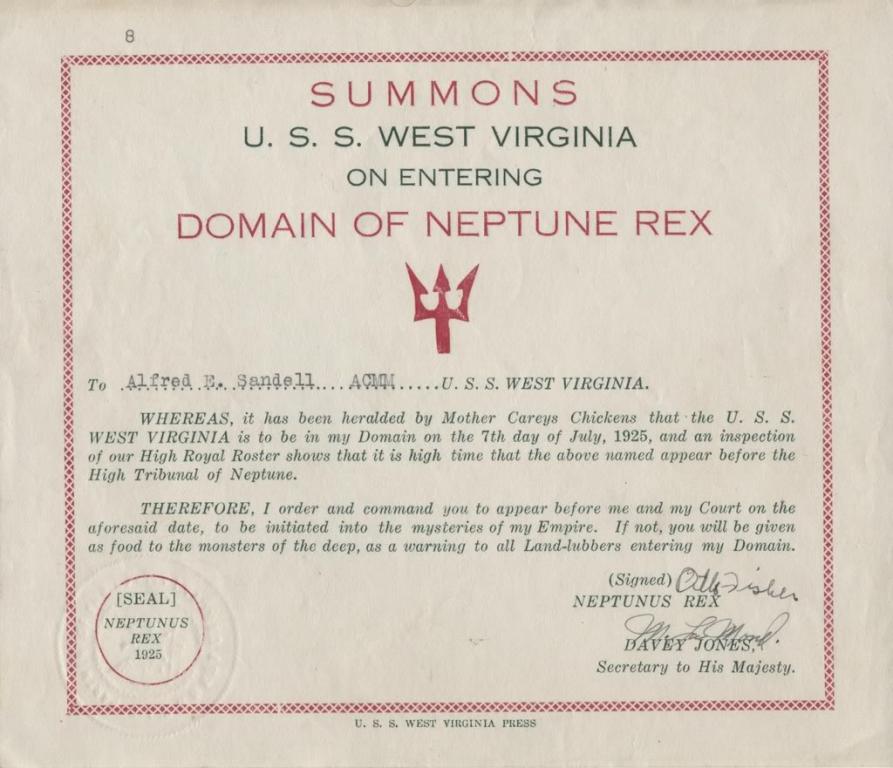 8
SUMMONS
U. S. S. WEST VIRGINIA
ON ENTERING
DOMAIN OF NEPTUNE REX
To .Alfred E. Sandell....ACMM.....U. S. S. WEST VIRGINIA.
WHEREAS, it has been heralded by Mother Careys Chickens that the U. S. S.
WEST VIRGINIA is to be in my Domain on the 7th day of July, 1925, and an inspection
of our High Royal Roster shows that it is high time that the above named appear before the
High Tribunal of Neptune.
THEREFORE, I order and command you to appear before me and my Court on the
aforesaid date, to be initiated into the mysteries of my Empire. If not, you will be given
as food to the monsters of the deep, as a warning to all Land-lubbers entering my Domain.
(Signed) Fisher
NEPTUNUS REX
DAVEY JONES,
Secretary to His Majesty.
[SEAL]
NEPTUNUS
REX
1925
U. S. S. WEST VIRGINIA PRESS